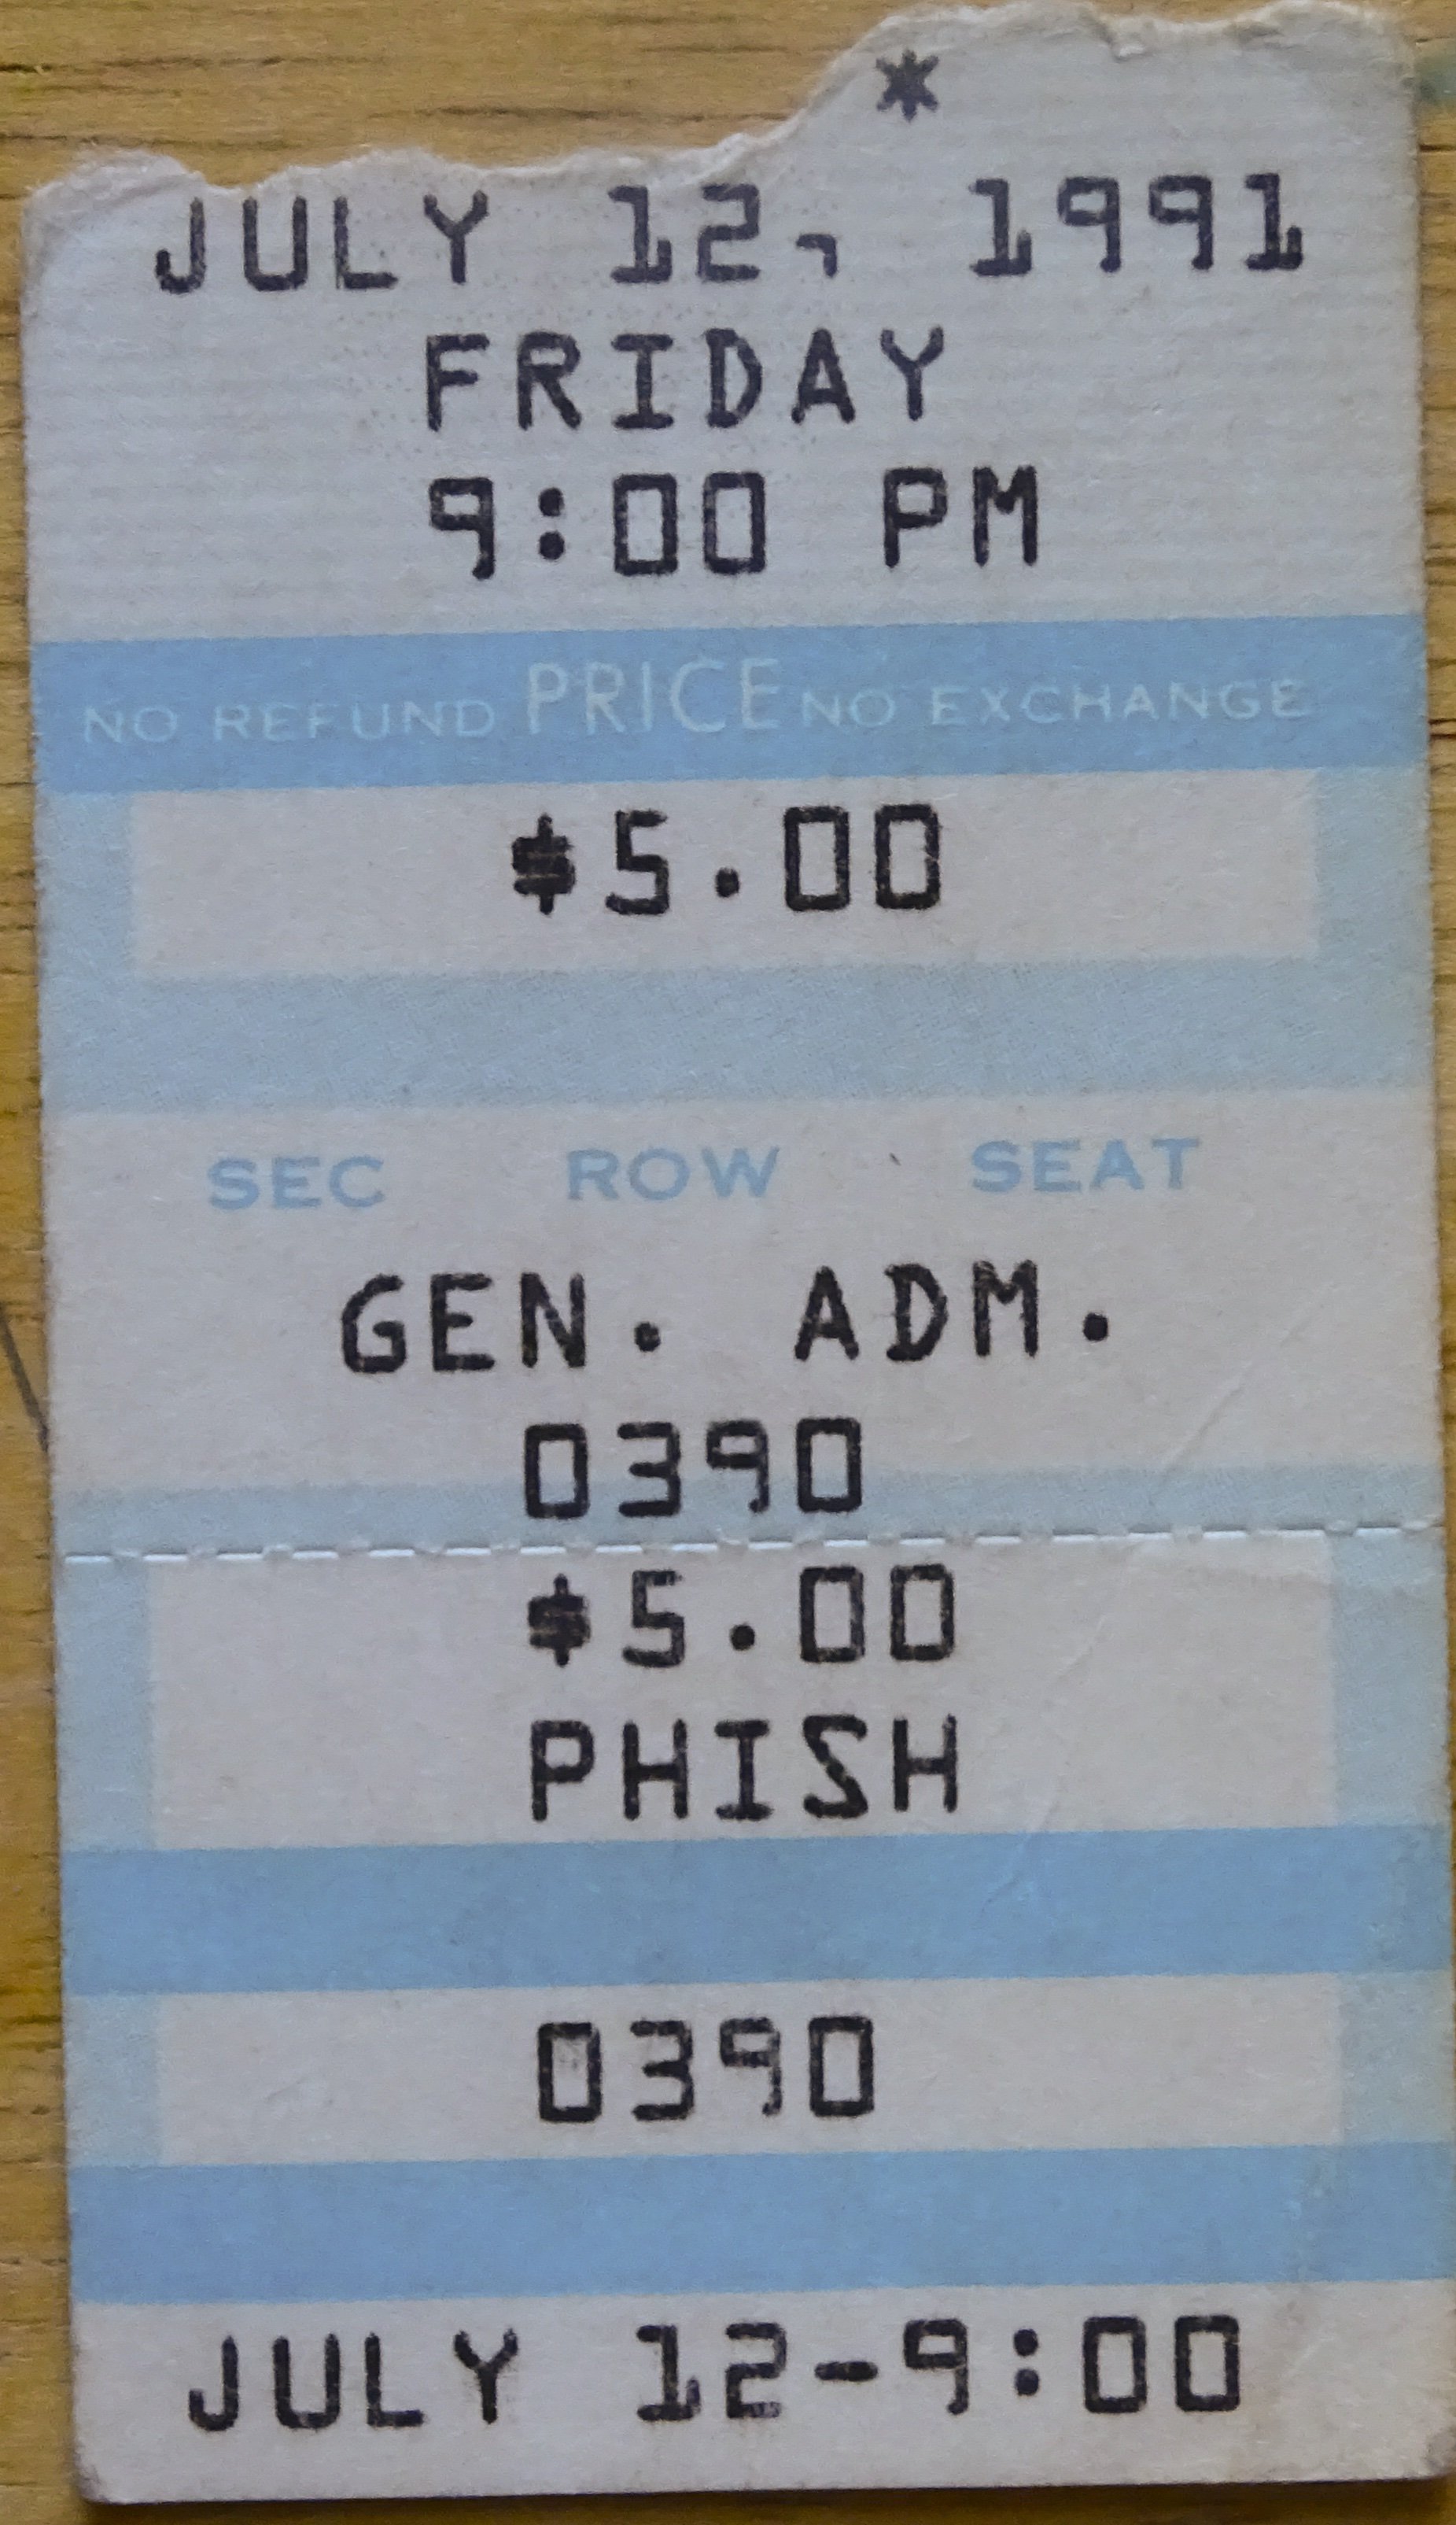 *
JULY 12, 1991
FRIDAY
9:00 PM
NO REFUND PRICE NO EXCHANGE
$5.00
SEC ROW SEAT
GEN. ADM.
0390
$5.00
PHISH
0390
JULY 12-9:00